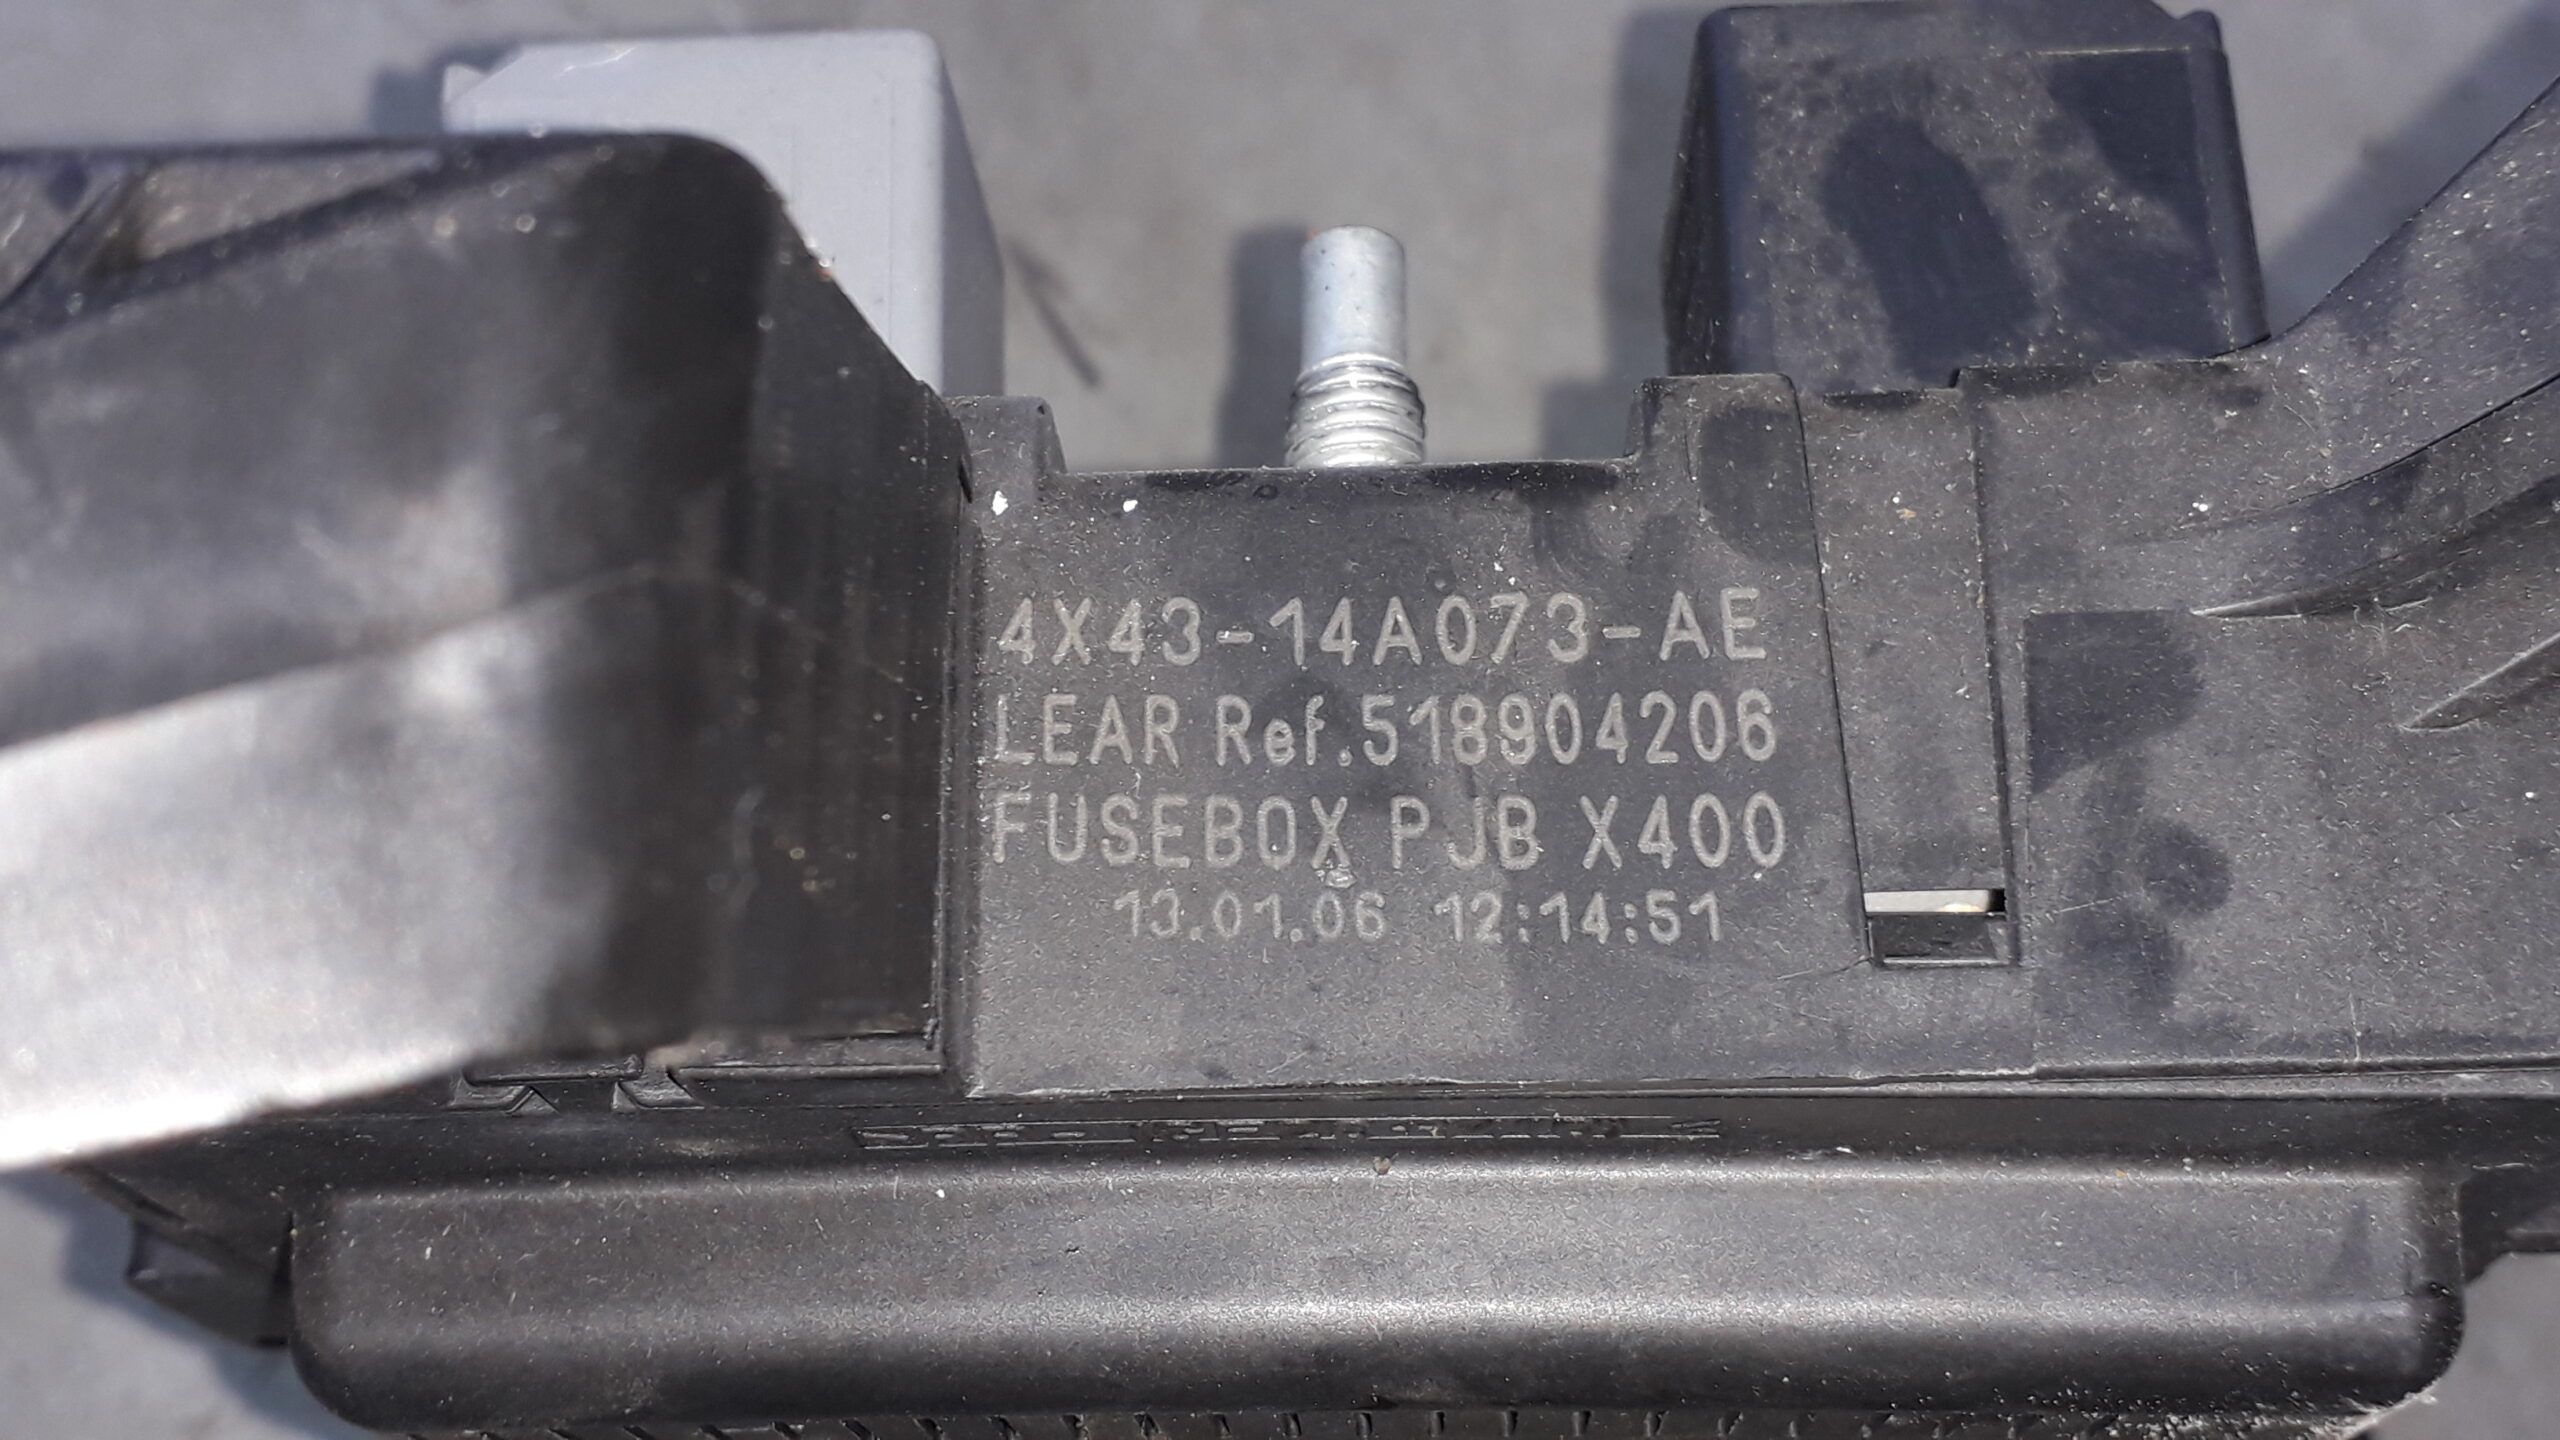 4X43-14A073-AE
LEAR Ref.518904206
FUSEBOX PJB X400
13.01.06 12:14:51